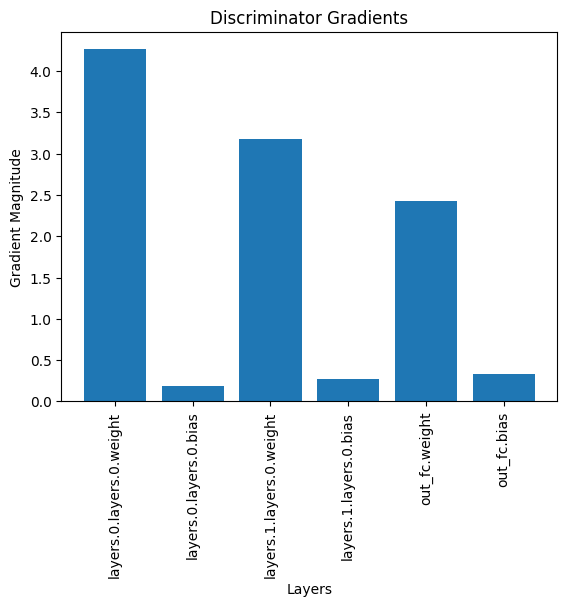 Discriminator Gradients
Gradient Magnitude
4.0
3.5
3.0
2.5
2.0
1.5
1.0
0.5
0.0
layers.0.layers.0.weight
layers.0.layers.0.bias
layers.1.layers.0.weight
layers.1.layers.0.bias
out_fc.weight
out_fc.bias
Layers